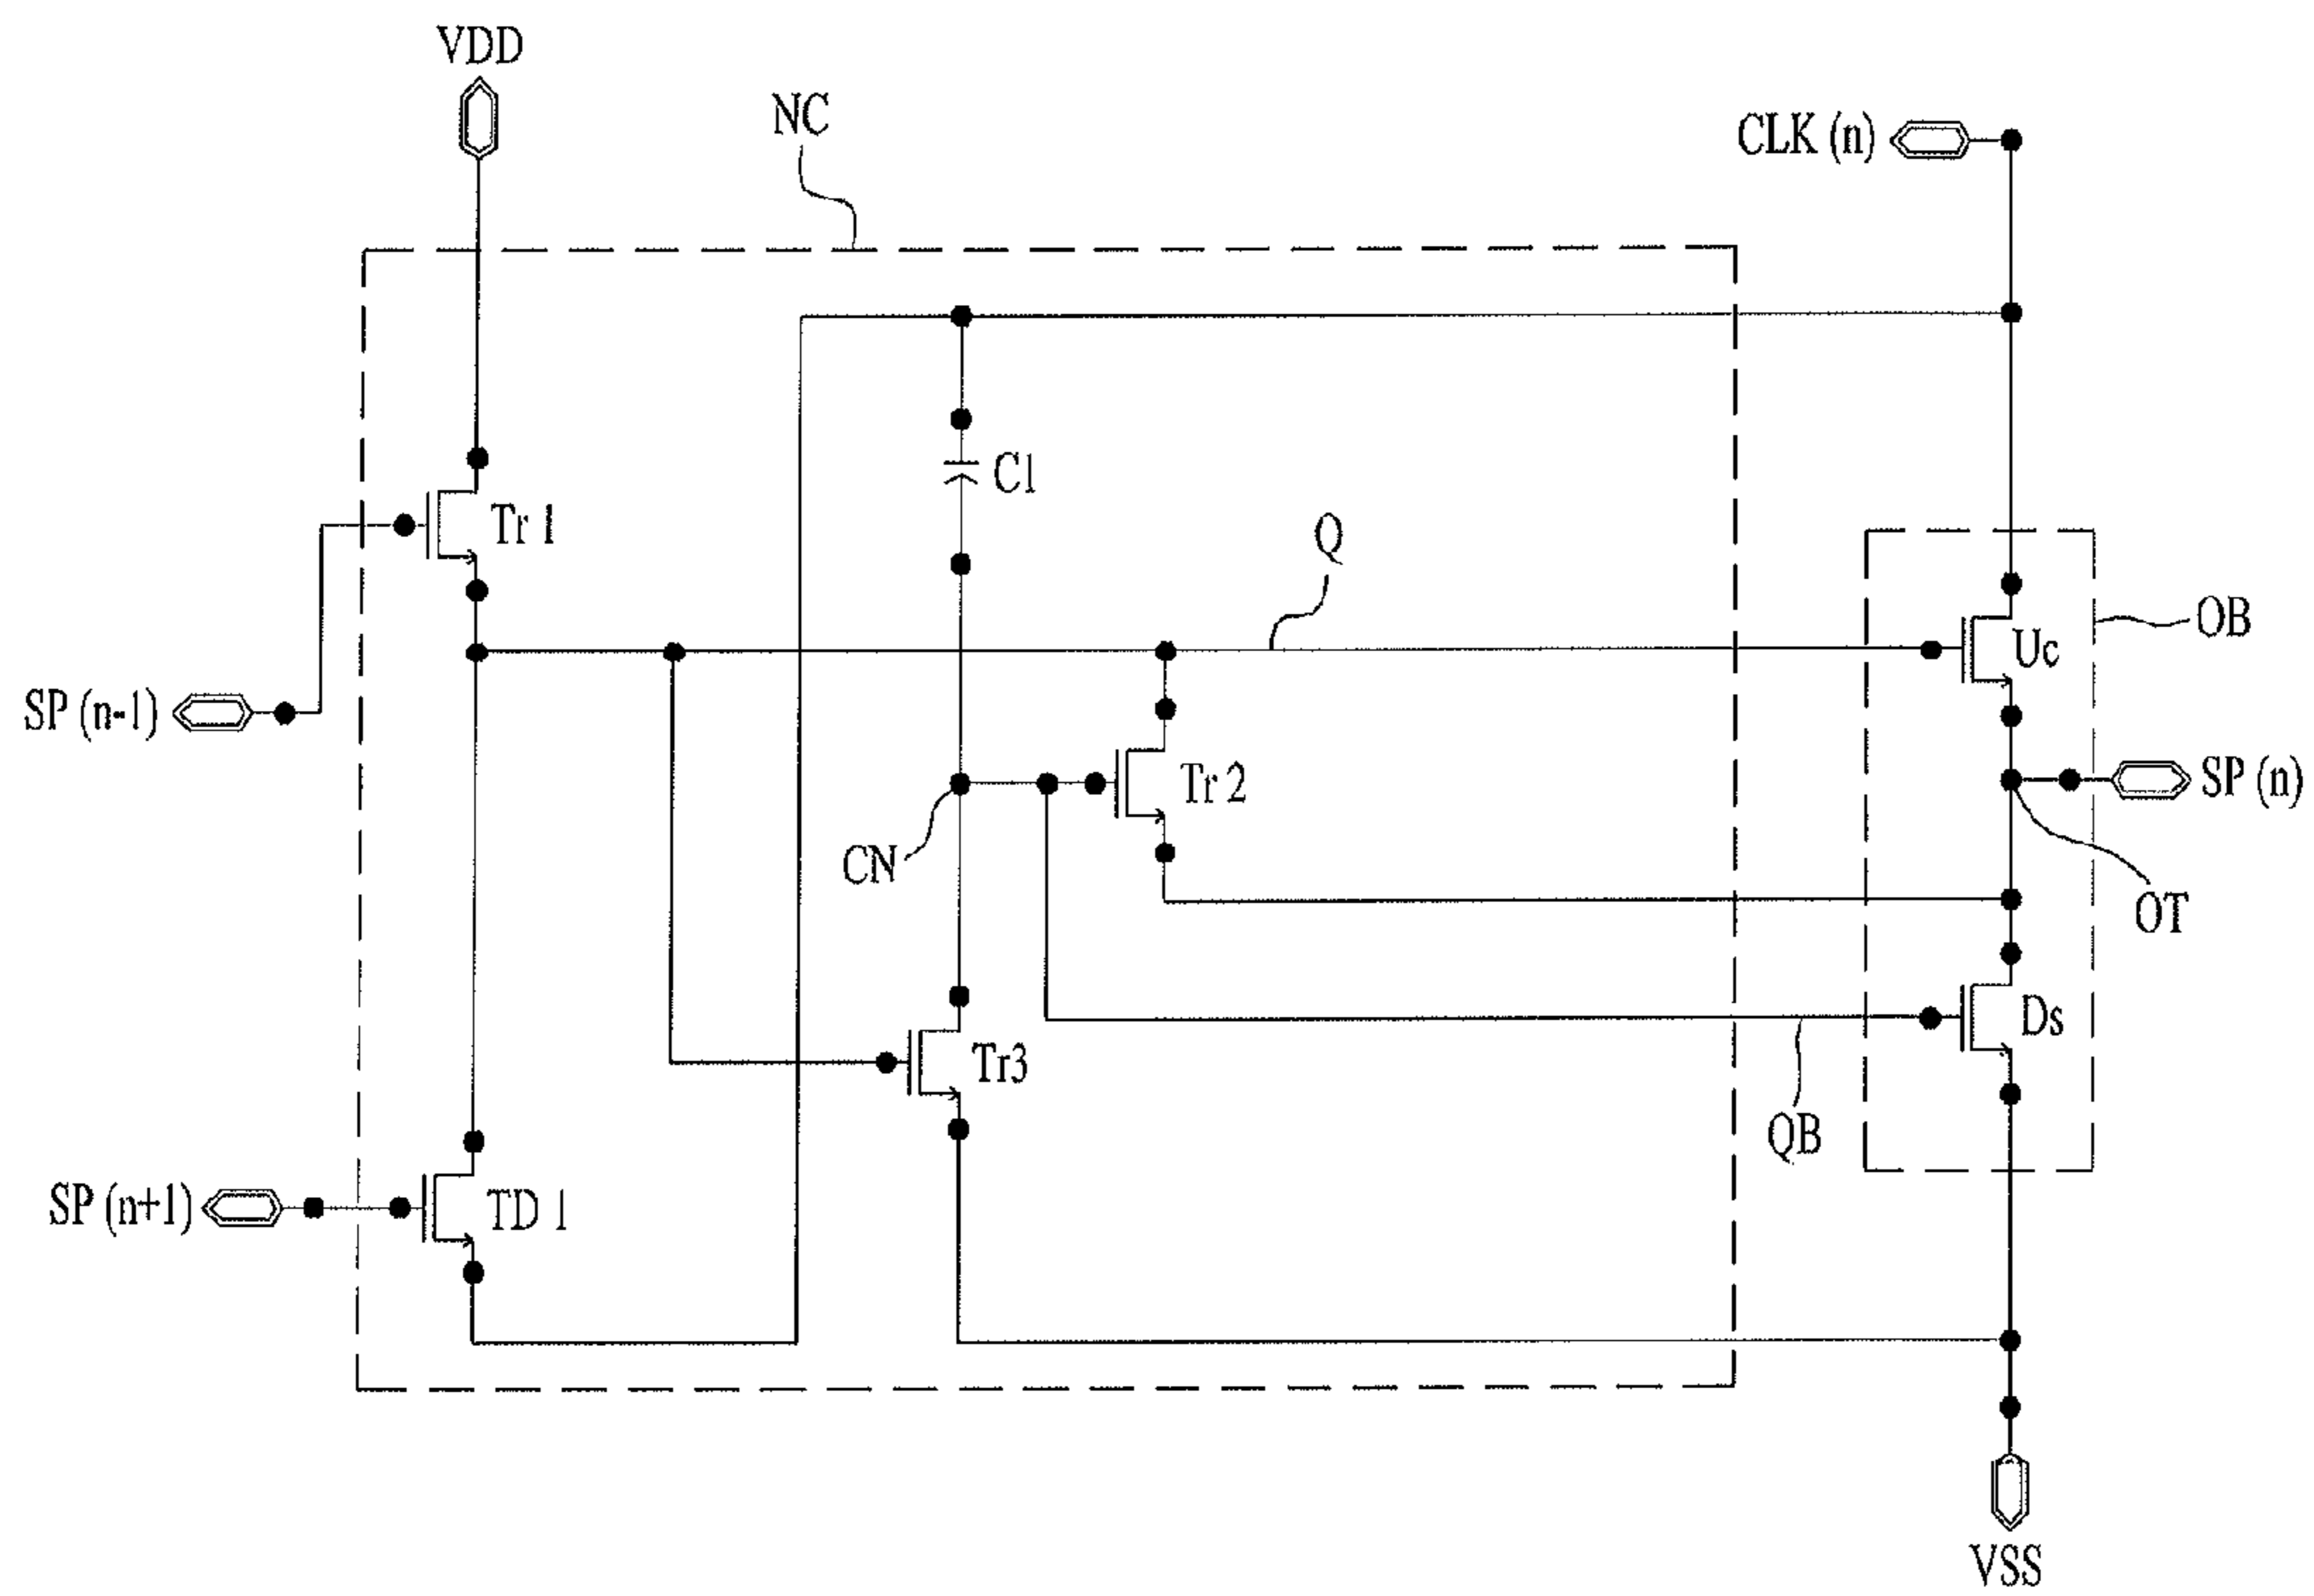 VDD
NC
CLK (n)
C1
Tr 1
Q
OB
Uc
SP (n-1)
Tr 2
SP (n)
CN
OT
Ds
Tr3
QB
SP (n+1)
TD 1
VSS